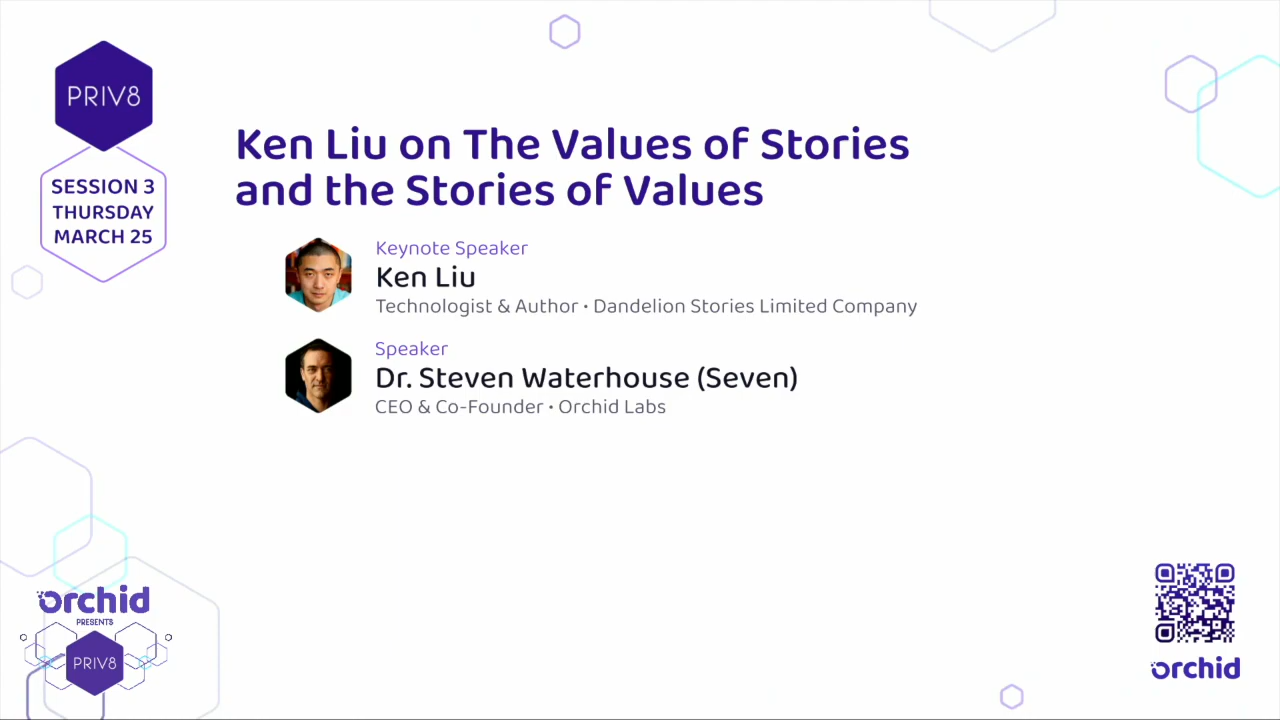 PRIV8
SESSION 3
THURSDAY
MARCH 25
Ken Liu on The Values of Stories
and the Stories of Values
Keynote Speaker
Ken Liu
Technologist & Author • Dandelion Stories Limited Company
Speaker
Dr. Steven Waterhouse (Seven)
CEO & Co-Founder • Orchid Labs
orchid
PRESENTS
PRIV8
orchid